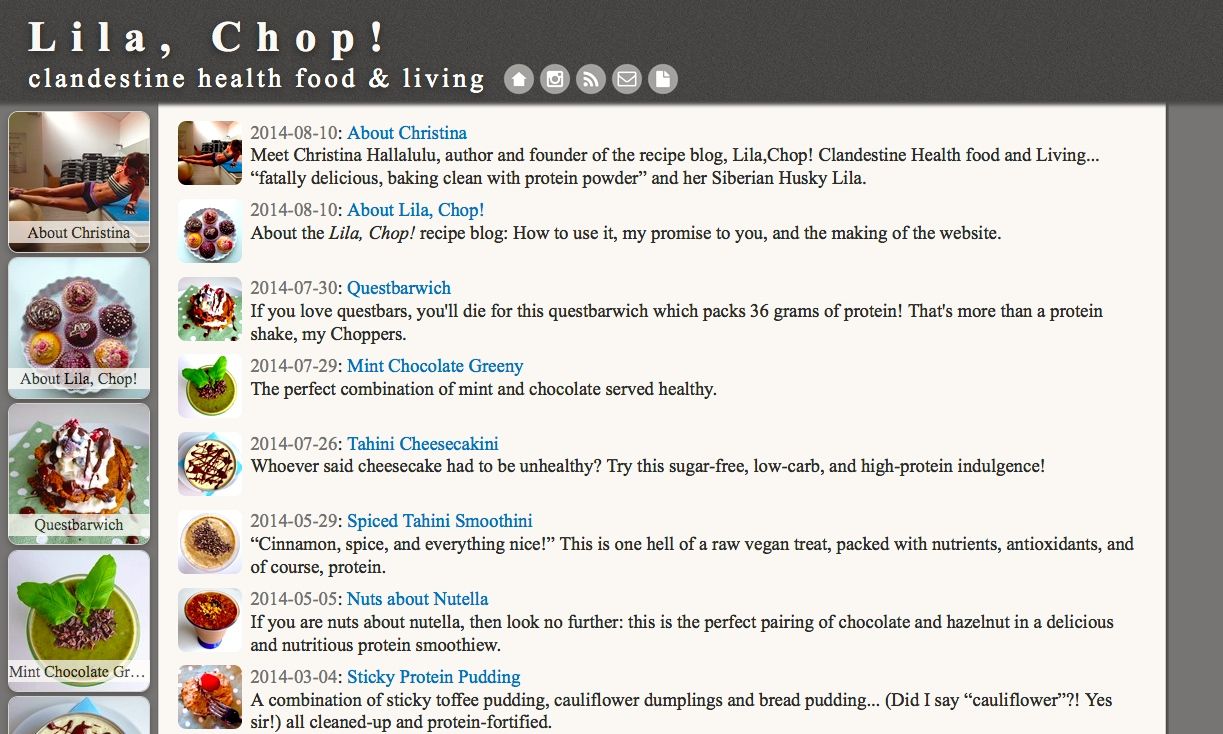 Lila, Chop!
clandestine health food & living
About Christina
About Lila, Chop!
Questbarwich
Mint Chocolate Gr…
2014-08-10: About Christina
Meet Christina Hallalulu, author and founder of the recipe blog, Lila,Chop! Clandestine Health food and Living...
“fatally delicious, baking clean with protein powder” and her Siberian Husky Lila.
2014-08-10: About Lila, Chop!
About the Lila, Chop! recipe blog: How to use it, my promise to you, and the making of the website.
2014-07-30: Questbarwich
If you love questbars, you'll die for this questbarwich which packs 36 grams of protein! That's more than a protein
shake, my Choppers.
2014-07-29: Mint Chocolate Greeny
The perfect combination of mint and chocolate served healthy.
2014-07-26: Tahini Cheesecakini
Whoever said cheesecake had to be unhealthy? Try this sugar-free, low-carb, and high-protein indulgence!
2014-05-29: Spiced Tahini Smoothini
“Cinnamon, spice, and everything nice!” This is one hell of a raw vegan treat, packed with nutrients, antioxidants, and
of course, protein.
2014-05-05: Nuts about Nutella
If you are nuts about nutella, then look no further: this is the perfect pairing of chocolate and hazelnut in a delicious
and nutritious protein smoothiew.
2014-03-04: Sticky Protein Pudding
A combination of sticky toffee pudding, cauliflower dumplings and bread pudding... (Did I say “cauliflower”?! Yes
sir!) all cleaned-up and protein-fortified.